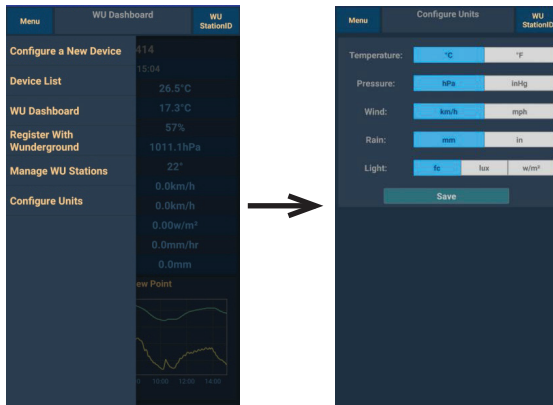 Menu
WU Dashboard
WU
StationID
Configure a New Device
Device List
WU Dashboard
Register With
Wunderground
Manage WU Stations
Configure Units
414
15:04
26.5°C
17.3°C
57%
1011.1hPa
22°
0.0km/h
0.0km/h
0.00w/m²
0.0mm/hr
0.0mm
ew Point
10:00 12:00 14:00
Menu
Configure Units
WU
StationID
Temperature: °C °F
Pressure: hPa inHg
Wind: km/h mph
Rain: mm in
Light: fc lux w/m²
Save